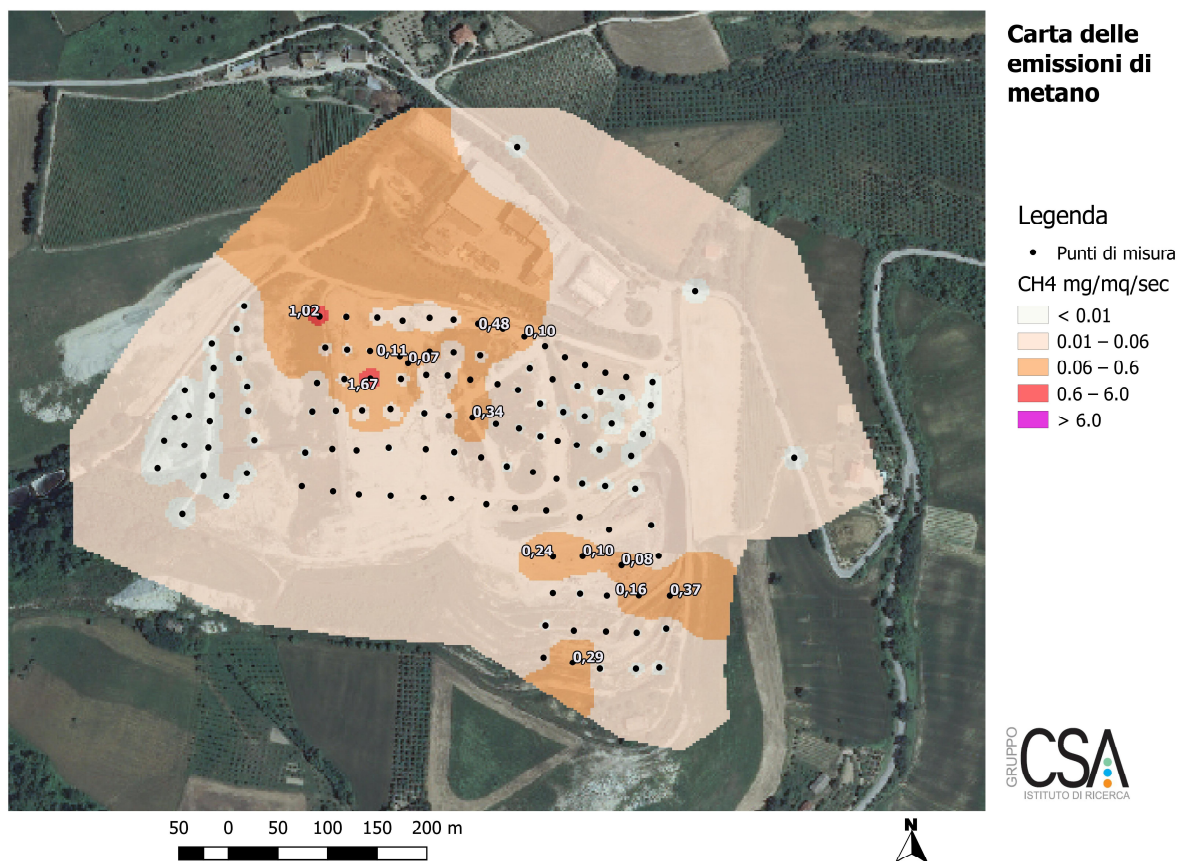 Carta delle
emissioni di
metano
Legenda
Punti di misura
CH4 mg/mq/sec
< 0.01
0.01 – 0.06
0.06 – 0.6
0.6 – 6.0
> 6.0
1,02
0,48
0,10
0,11
0,07
1,67
0,34
0,24
0,10
0,08
0,16
0,37
0,29
GRUPPO
CSA
ISTITUTO DI RICERCA
50 0 50 100 150 200 m
N